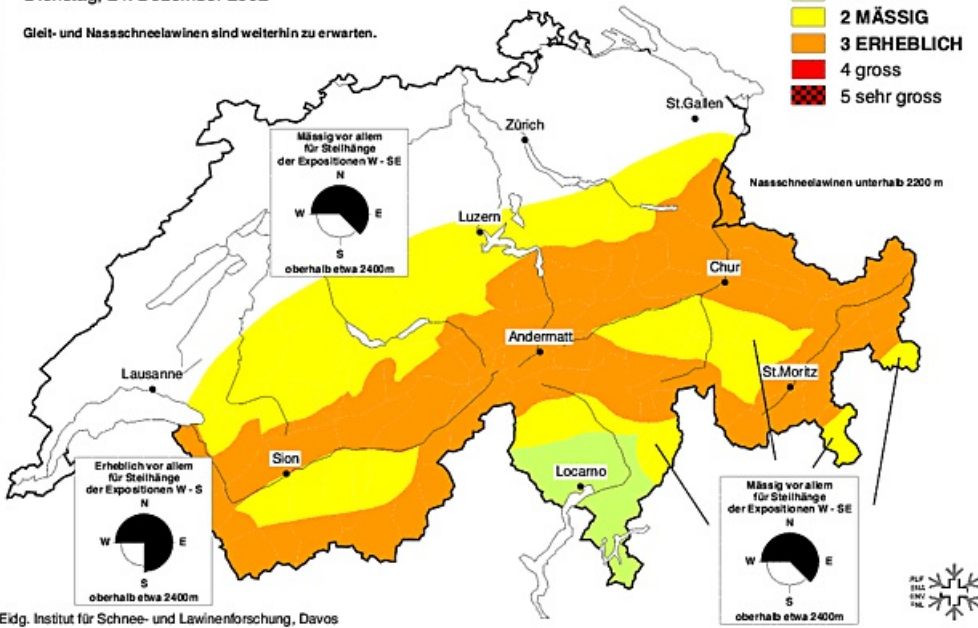 Gleit- und Nassschneelawinen sind weiterhin zu erwarten.
2 MÄSSIG
3 ERHEBLICH
4 gross
5 sehr gross
St.Gallen
Zürich
Mässig vor allem
für Steilhänge
der Expositionen W - SE
N
W E
S
oberhalb etwa 2400m
Nassschneelawinen unterhalb 2200 m
Luzern
Chur
Andermatt
St.Moritz
Lausanne
Sion
Locarno
Erheblich vor allem
für Steilhänge
der Expositionen W - S
N
W E
S
oberhalb etwa 2400m
Mässig vor allem
für Steilhänge
der Expositionen W - SE
N
W E
S
oberhalb etwa 2400m
SLF
ENV
SNL
Eidg. Institut für Schnee- und Lawinenforschung, Davos